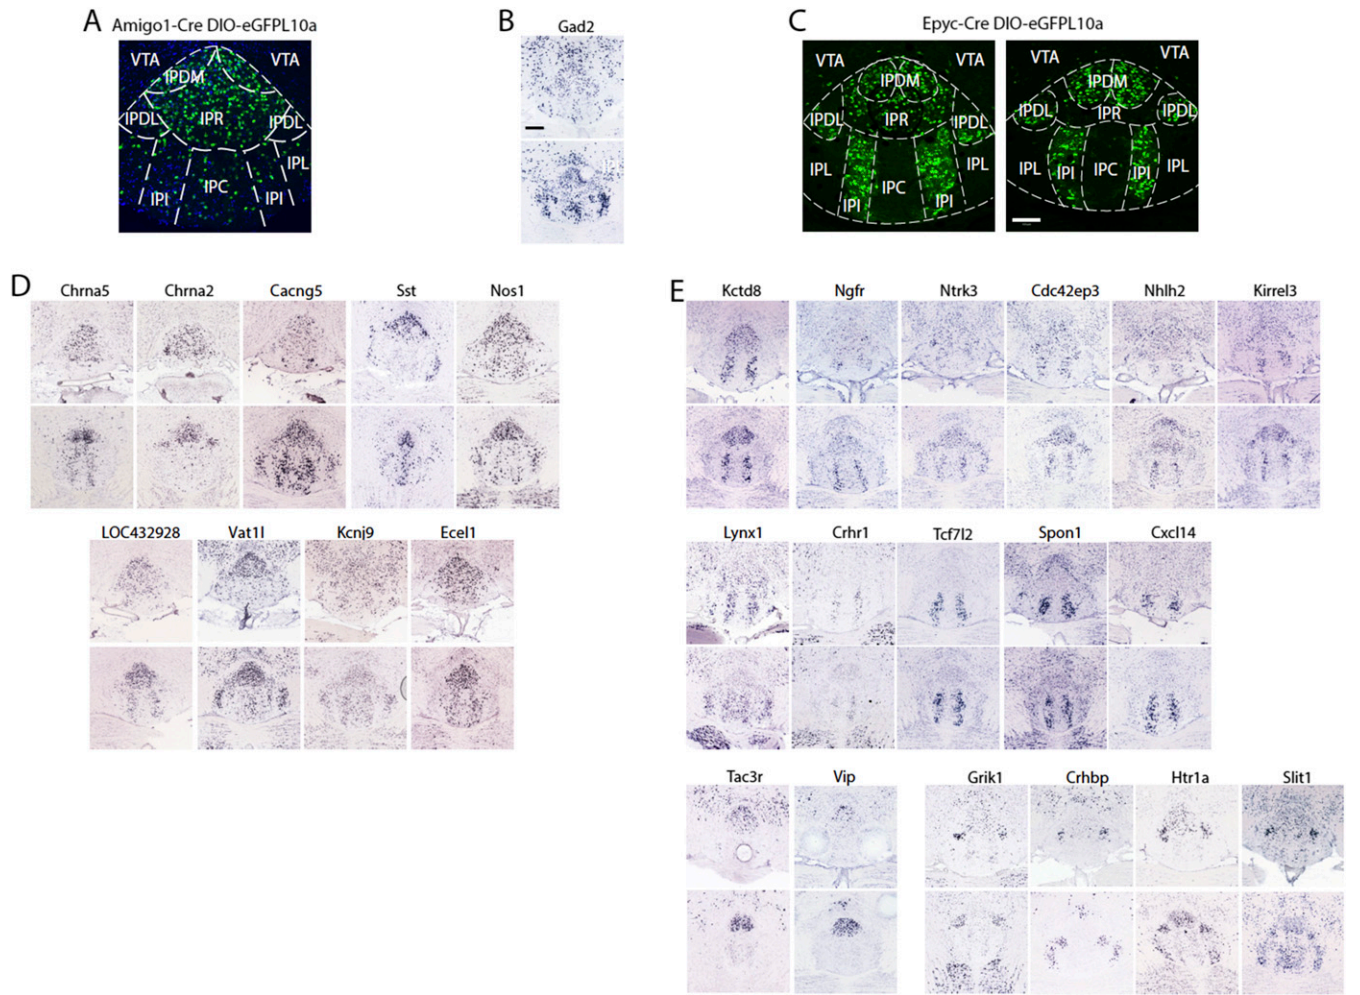 A Amigo1-Cre DIO-eGFPL10a
VTA VTA
IPDM
IPDL IPR IPDL
IPL
IPC
IPI IPI
B Gad2
C Epyc-Cre DIO-eGFPL10a
VTA VTA
IPDM
IPDL IPR IPDL
IPL IPL
IPC
IPI IPI
VTA VTA
IPDM
IPDL IPR IPDL
IPL IPI IPC IPI IPL
D
Chrna5 Chrna2 Cacng5 Sst Nos1
LOC432928 Vat1l Kcnj9 Ecel1
E
Kctd8 Ngfr Ntrk3 Cdc42ep3 Nhlh2 Kirrel3
Lynx1 Crhr1 Tcf7l2 Spon1 Cxcl14
Tac3r Vip Grik1 Crhbp Htr1a Slit1